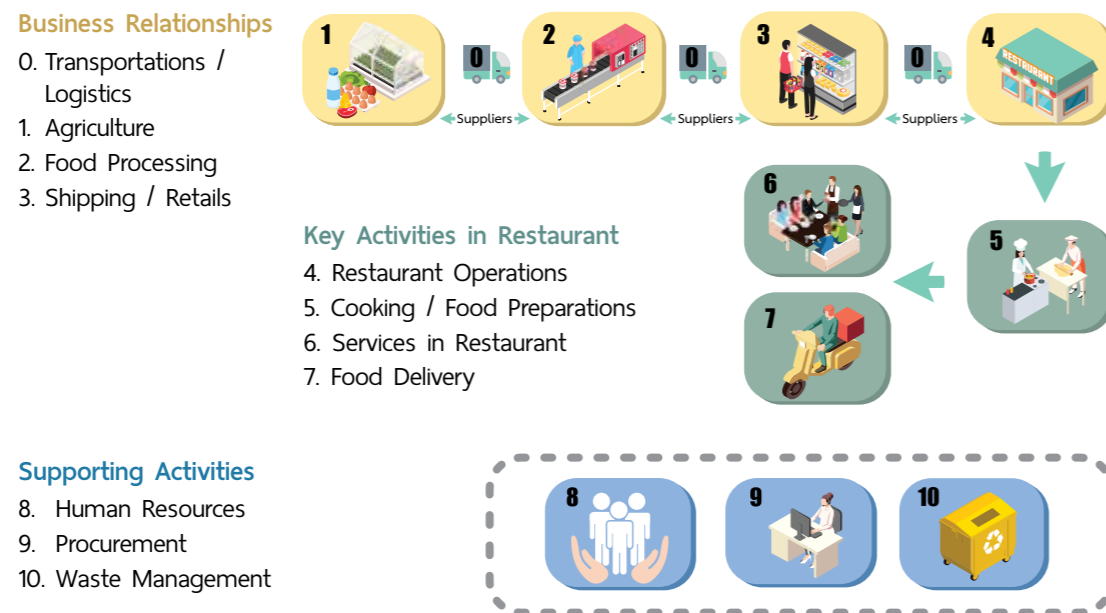 Business Relationships
0. Transportations /
Logistics
1. Agriculture
2. Food Processing
3. Shipping / Retails
1
0
2
0
3
0
4
RESTAURANT
Suppliers
Suppliers
Suppliers
6
5
7
Key Activities in Restaurant
4. Restaurant Operations
5. Cooking / Food Preparations
6. Services in Restaurant
7. Food Delivery
Supporting Activities
8. Human Resources
9. Procurement
10. Waste Management
8
9
10